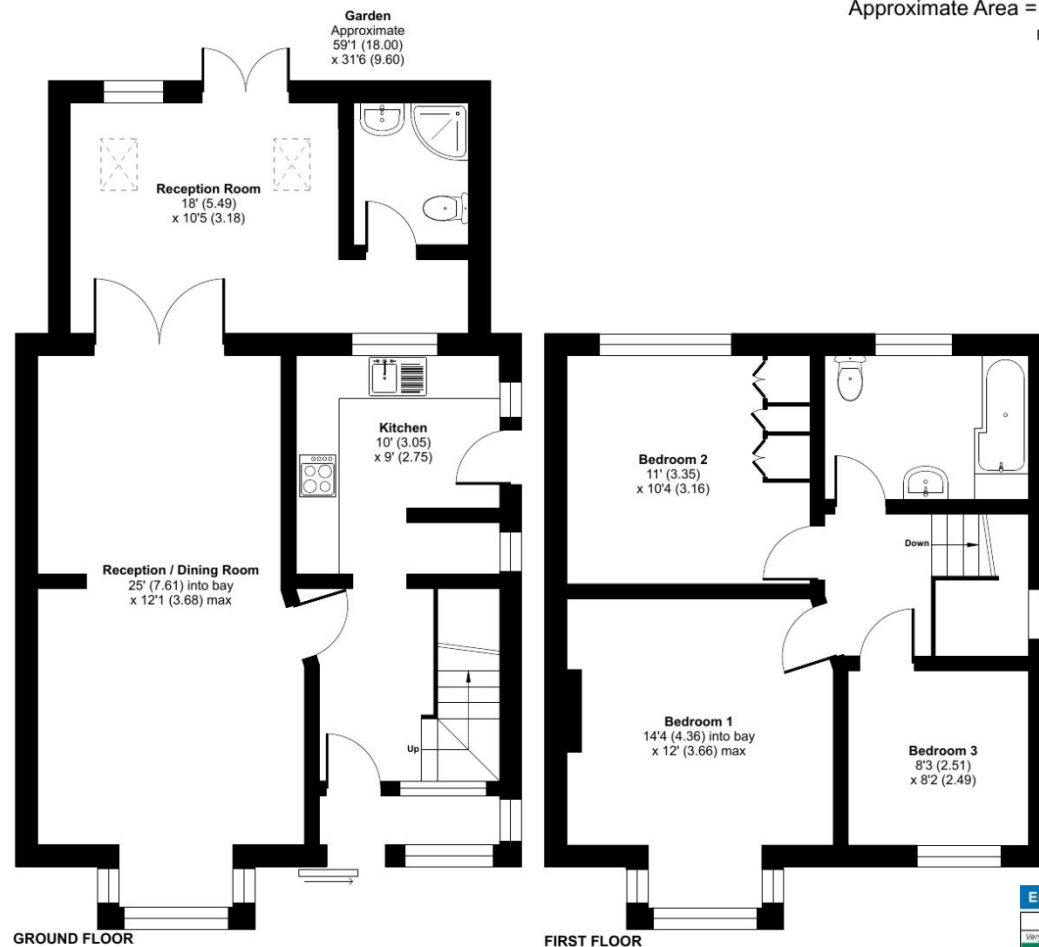 Approximate Area =
Garden
Approximate
59'1 (18.00)
x 31'6 (9.60)
Reception Room
18' (5.49)
x 10'5 (3.18)
Kitchen
10' (3.05)
x 9' (2.75)
Reception / Dining Room
25' (7.61) into bay
x 12'1 (3.68) max
Up
GROUND FLOOR
Bedroom 2
11' (3.35)
x 10'4 (3.16)
Down
Bedroom 1
14'4 (4.36) into bay
x 12' (3.66) max
Bedroom 3
8'3 (2.51)
x 8'2 (2.49)
FIRST FLOOR
E